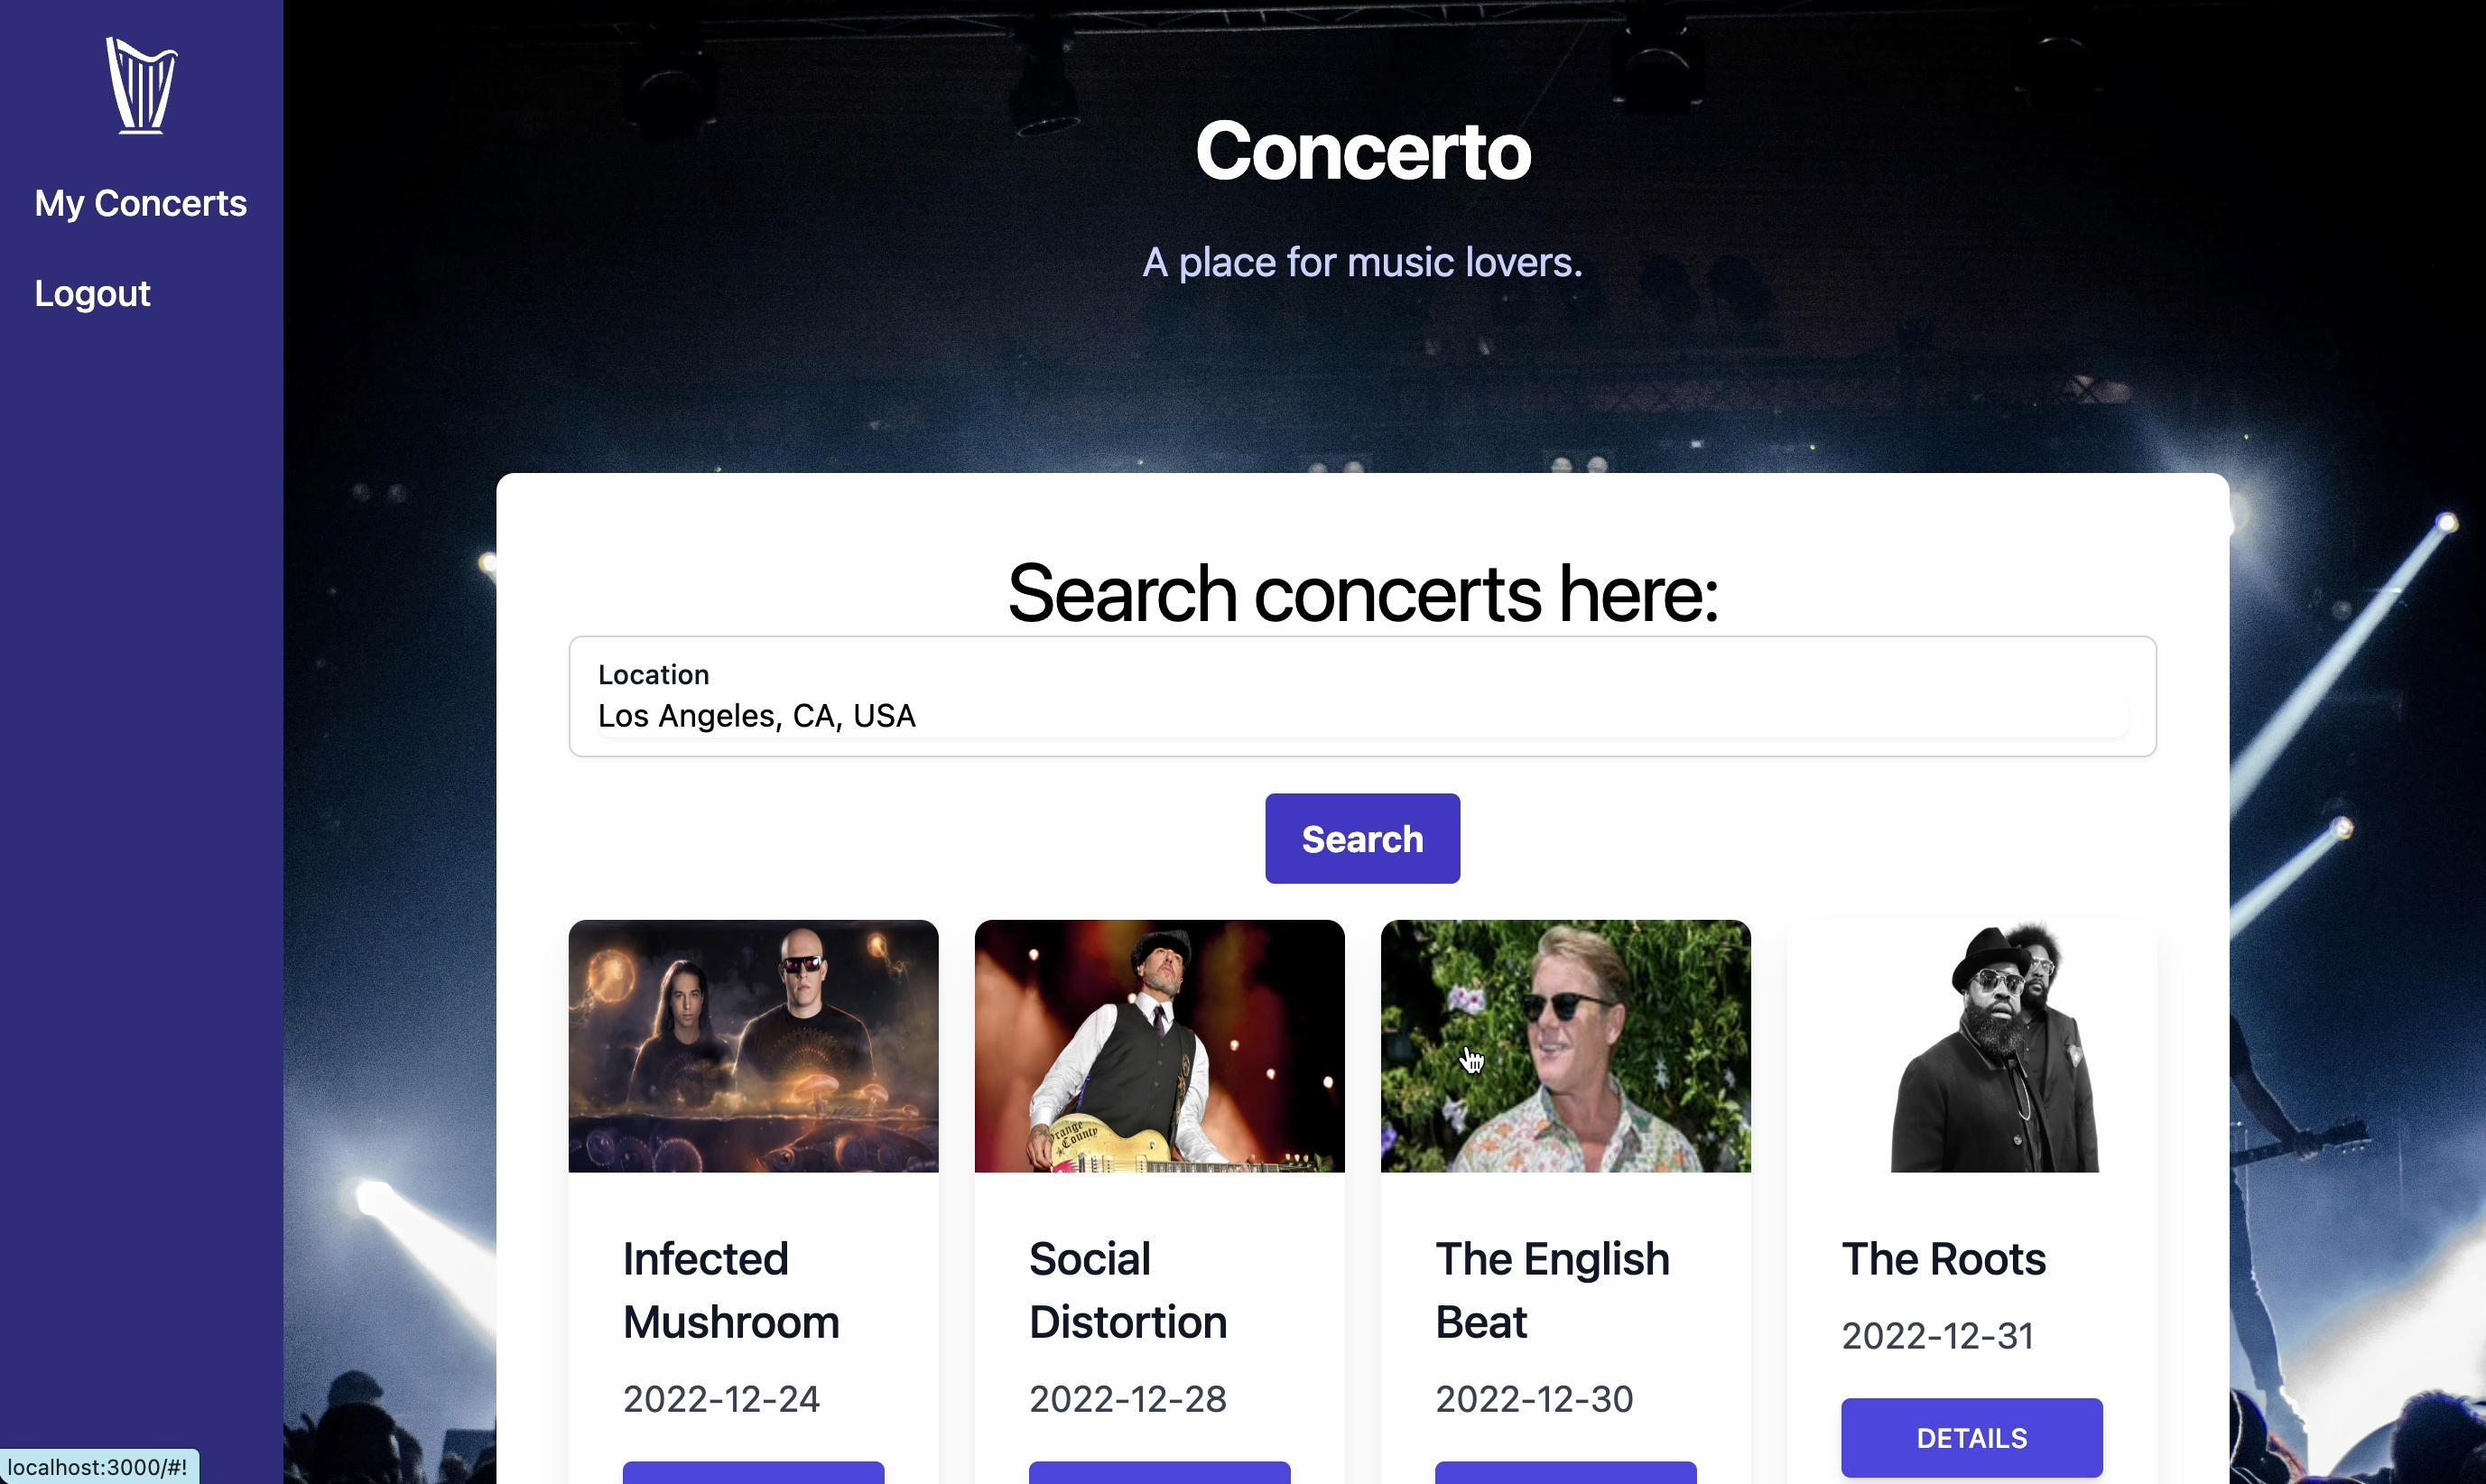 My Concerts
Logout
Concerto
A place for music lovers.
Search concerts here:
Location
Los Angeles, CA, USA
Search
Orange
County
Infected
Mushroom
2022-12-24
Social
Distortion
2022-12-28
The English
Beat
2022-12-30
The Roots
2022-12-31
DETAILS
localhost:3000/#!